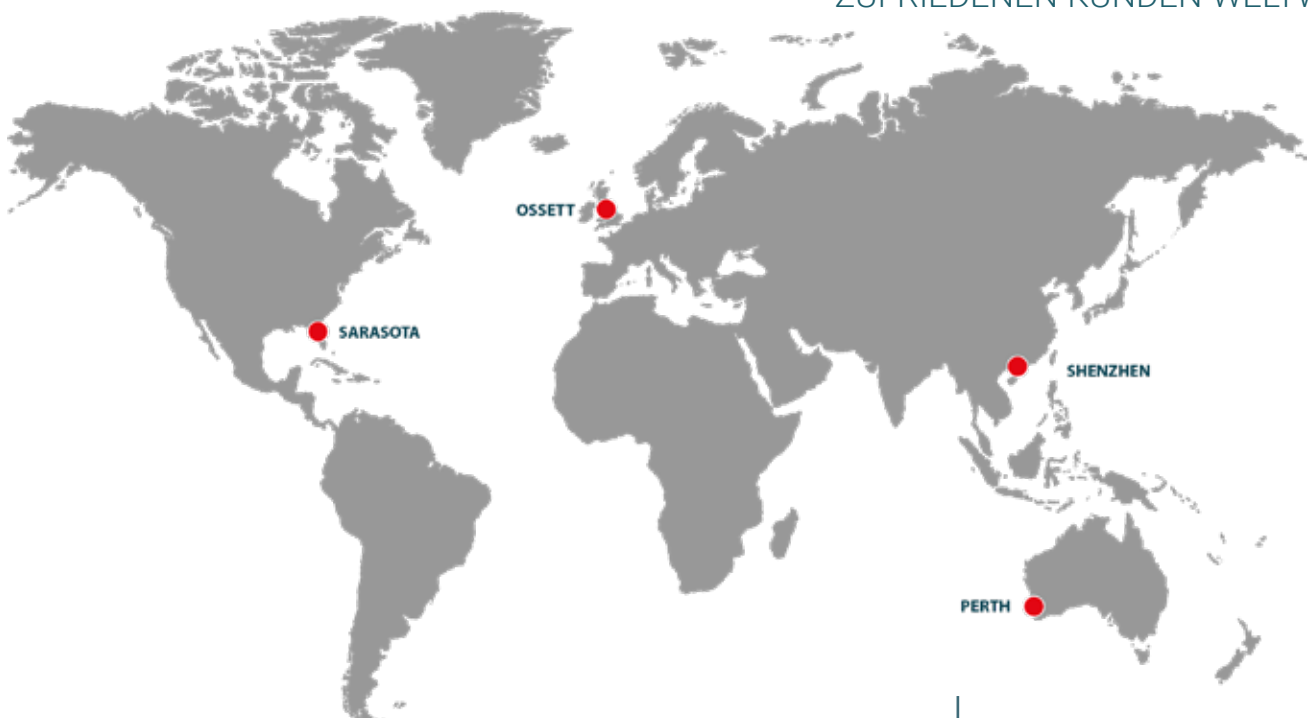 ZUFRIEDENEN KUNDEN
OSSETT
SARASOTA
SHENZHEN
PERTH